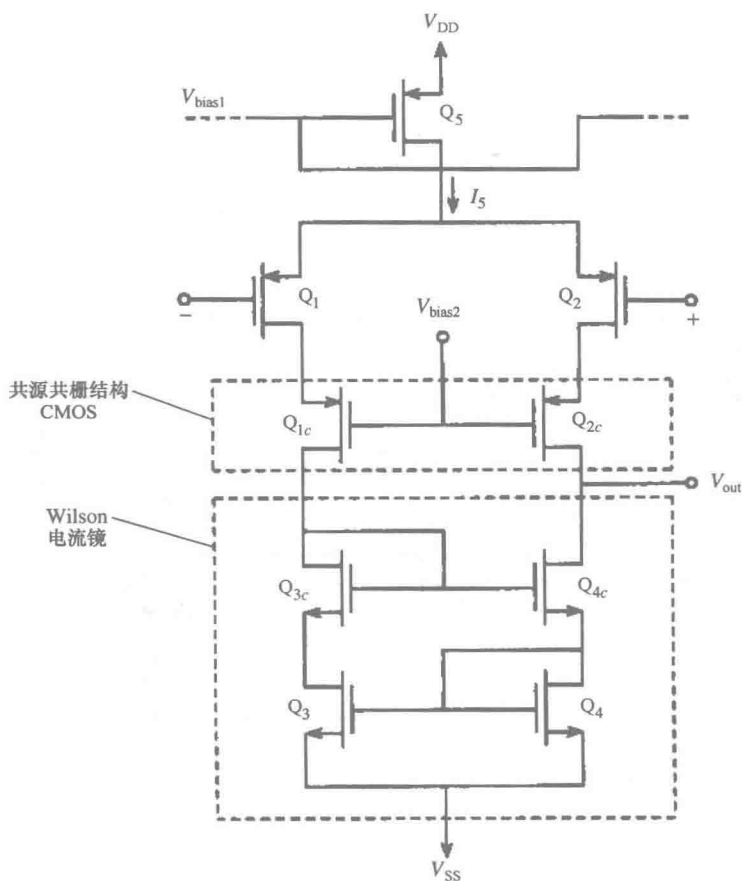 V_DD
V_bias1
Q_5
I_5
Q_1
Q_2
V_bias2
−
+
共源共栅结构
CMOS
Q_1c
Q_2c
V_out
Wilson
电流镜
Q_3c
Q_4c
Q_3
Q_4
V_SS